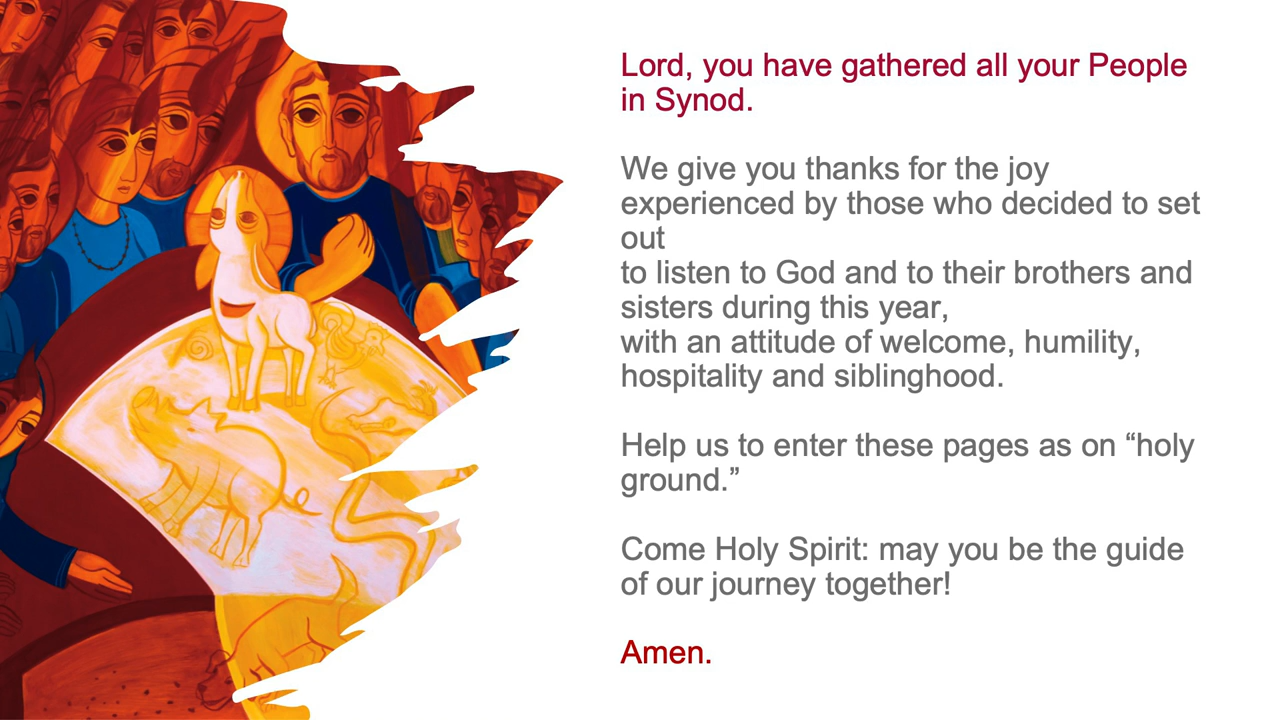 Lord, you have gathered all your People
in Synod.
We give you thanks for the joy
experienced by those who decided to set
out
to listen to God and to their brothers and
sisters during this year,
with an attitude of welcome, humility,
hospitality and siblinghood.
Help us to enter these pages as on “holy
ground.”
Come Holy Spirit: may you be the guide
of our journey together!
Amen.